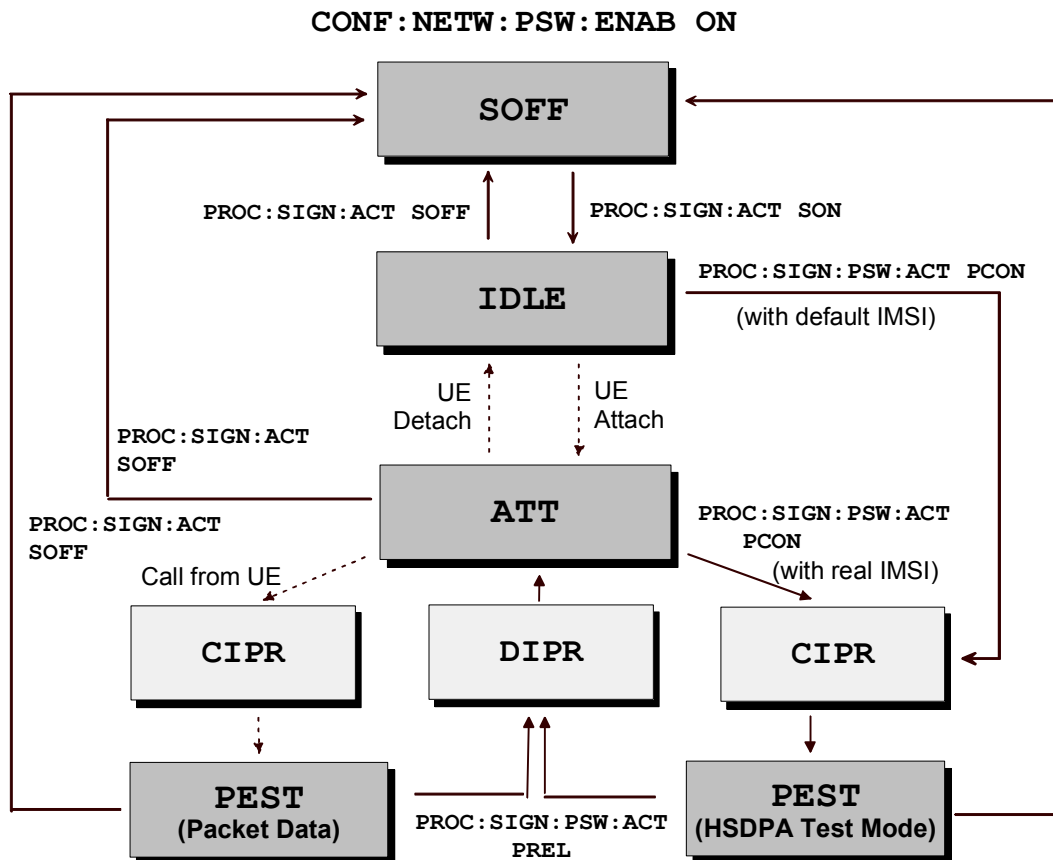 CONF:NETW:PSW:ENAB ON
SOFF
PROC:SIGN:ACT SOFF
PROC:SIGN:ACT SON
IDLE
PROC:SIGN:PSW:ACT PCON
(with default IMSI)
UE
Detach
UE
Attach
PROC:SIGN:ACT
SOFF
ATT
PROC:SIGN:ACT
SOFF
PROC:SIGN:PSW:ACT
PCON
(with real IMSI)
Call from UE
CIPR
DIPR
CIPR
PEST
(Packet Data)
PROC:SIGN:PSW:ACT
PREL
PEST
(HSDPA Test Mode)